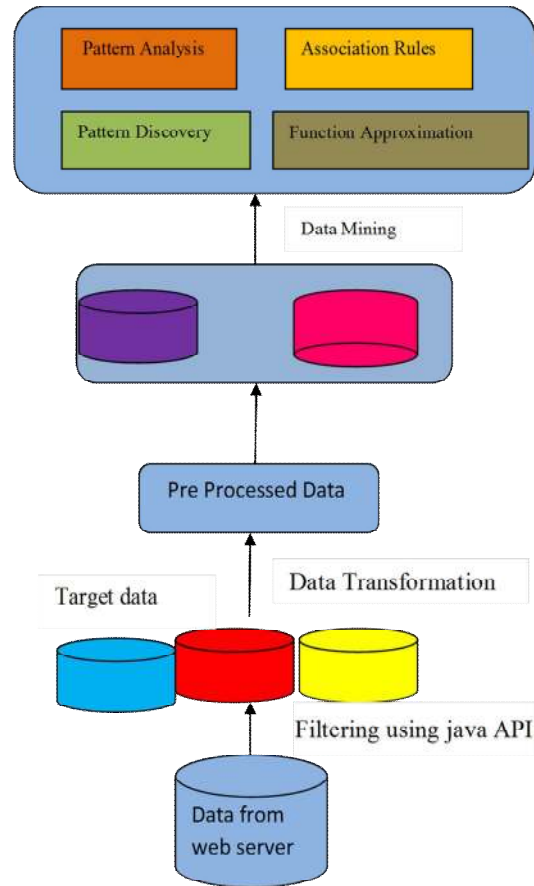 Pattern Analysis
Association Rules
Pattern Discovery
Function Approximation
Data Mining
Pre Processed Data
Target data
Data Transformation
Filtering using java API
Data from
web server